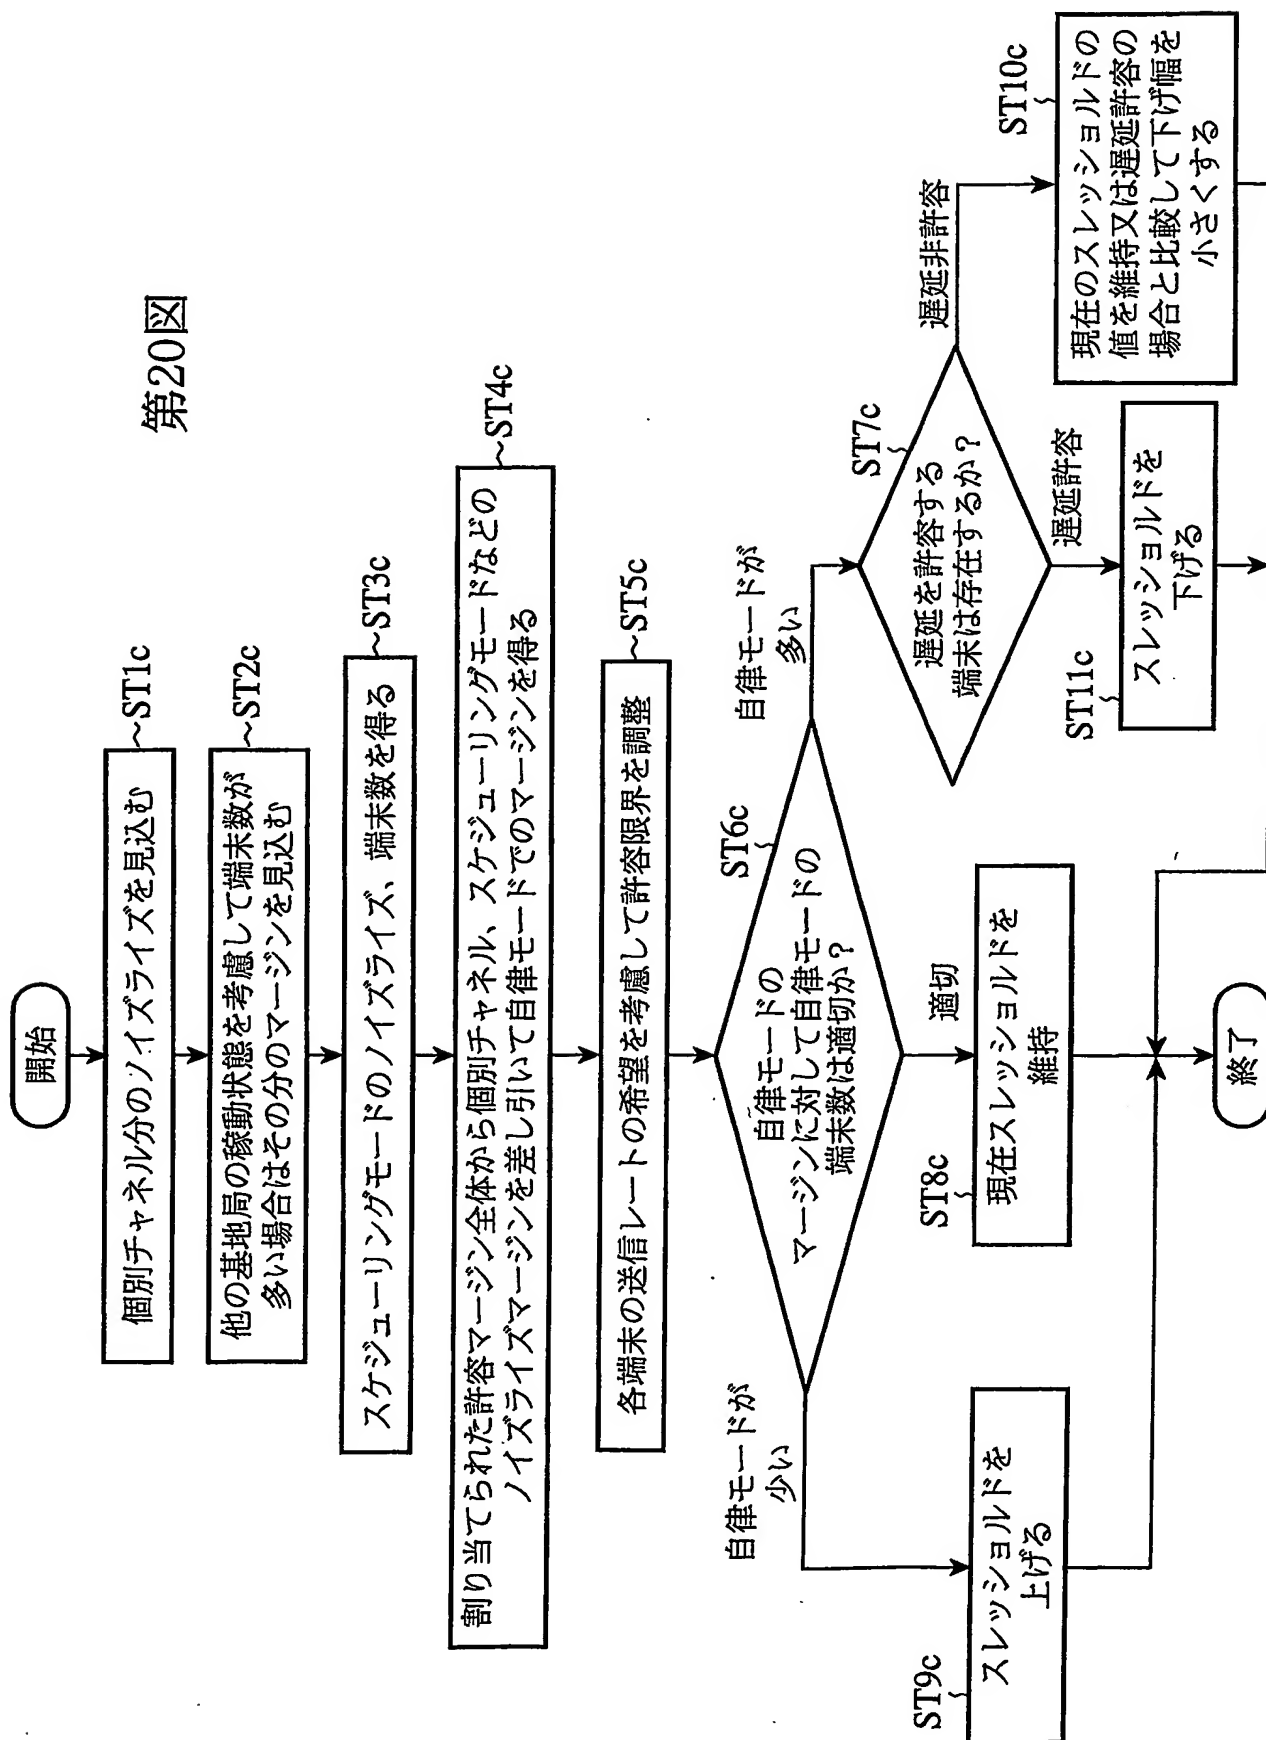 第20図
開始
個別チャネル分のノイズライズを見込む
~ST1c
他の基地局の稼動状態を考慮して端末数が
多い場合はその分のマージンを見込む
~ST2c
スケジューリングモードのノイズライズ、端末数を得る
~ST3c
割り当てられた許容マージン全体から個別チャネル、スケジューリングモードなどの
ノイズライズマージンを差し引いて自律モードでのマージンを得る
~ST4c
各端末の送信レートの希望を考慮して許容限界を調整
~ST5c
自律モードの
マージンに対して自律モードの
端末数は適切か?
ST6c
自律モードが
少い
自律モードが
多い
適切
遅延を許容する
端末は存在するか?
ST7c
遅延非許容
遅延許容
ST9c
スレッショルドを
上げる
ST8c
現在スレッショルドを
維持
ST11c
スレッショルドを
下げる
ST10c
現在のスレッショルドの
値を維持又は遅延許容の
場合と比較して下げ幅を
小さくする
終了